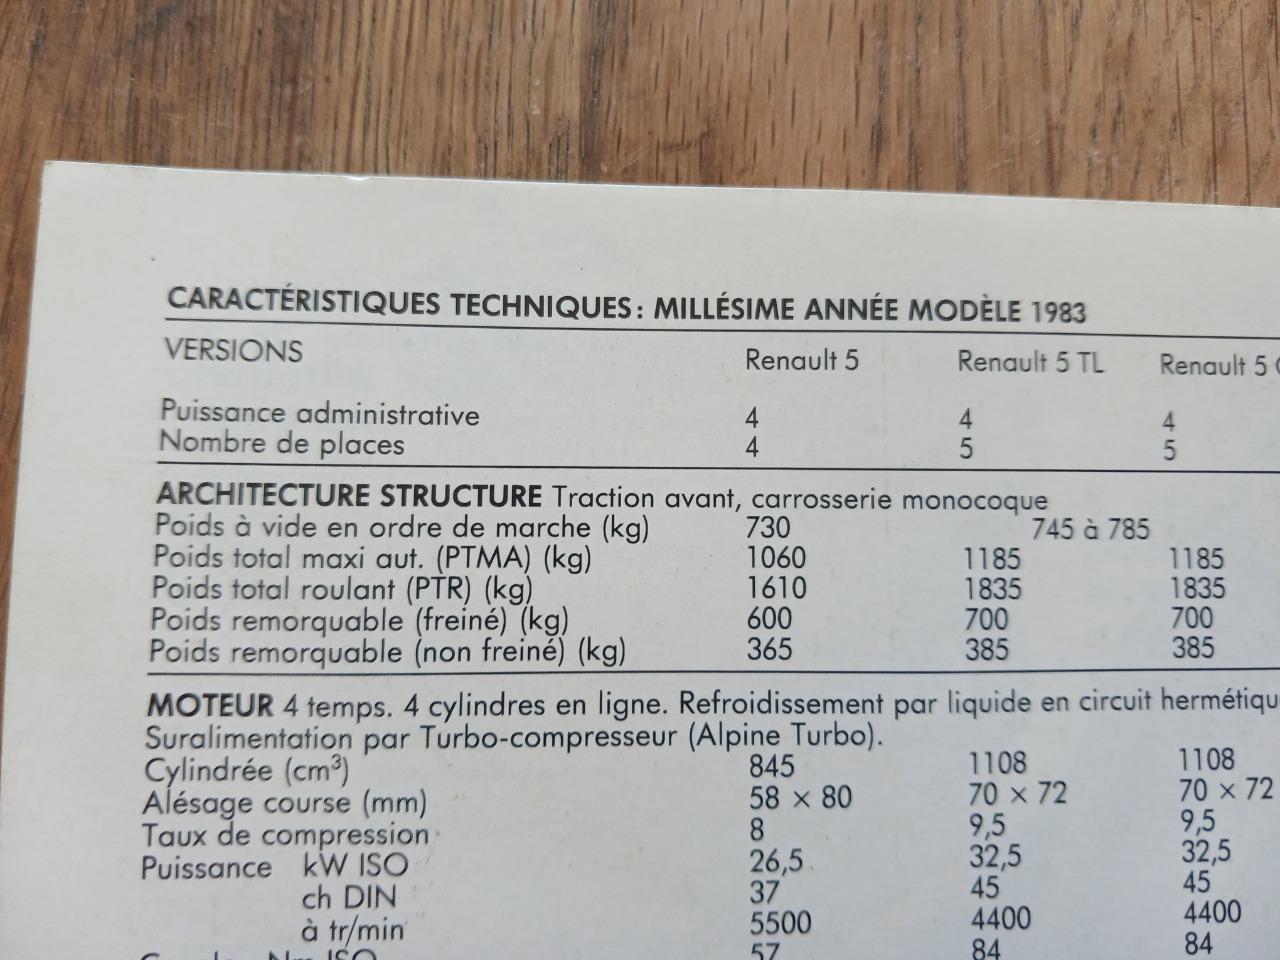 CARACTÉRISTIQUES TECHNIQUES: MILLÉSIME ANNÉE MODÈLE 1983
VERSIONS Renault 5 Renault 5 TL Renault 5
Puissance administrative 4 4 4
Nombre de places 4 5 5
ARCHITECTURE STRUCTURE Traction avant, carrosserie monocoque
Poids à vide en ordre de marche (kg) 730 745 à 785
Poids total maxi aut. (PTMA) (kg) 1060 1185 1185
Poids total roulant (PTR) (kg) 1610 1835 1835
Poids remorquable (freiné) (kg) 600 700 700
Poids remorquable (non freiné) (kg) 365 385 385
MOTEUR 4 temps. 4 cylindres en ligne. Refroidissement par liquide en circuit hermétiqu
Suralimentation par Turbo-compresseur (Alpine Turbo).
Cylindrée (cm³) 845 1108 1108
Alésage course (mm) 58 × 80 70 × 72 70 × 72
Taux de compression 8 9,5 9,5
Puissance kW ISO 26,5 32,5 32,5
ch DIN 37 45 45
à tr/min 5500 4400 4400
Nm ISO 57 84 84